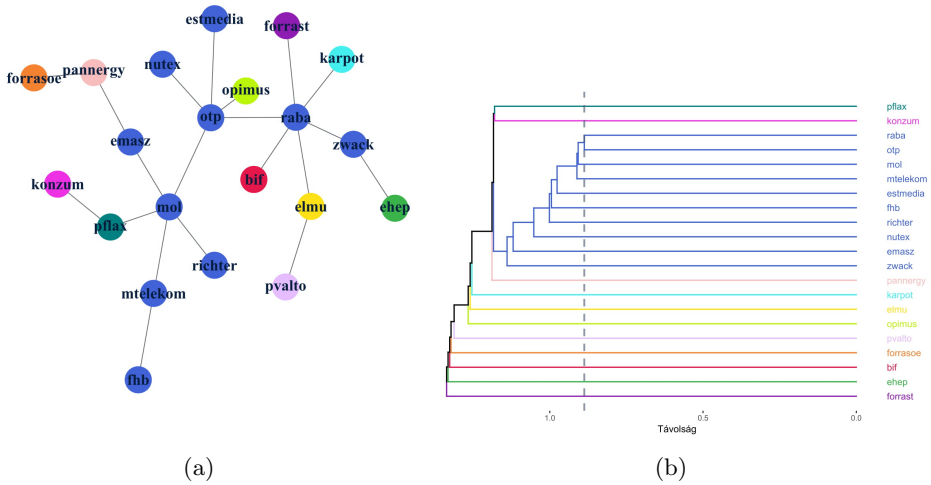 estmedia
forrast
nutex
karpot
pannergy
forrasoe
opimus
otp
raba
emasz
zwack
konzum
bif
mol
elmu
ehep
pflax
richter
mtelekom
pvalto
fhb
(a)
pflax
konzum
raba
otp
mol
mtelekom
estmedia
fhb
richter
nutex
emasz
zwack
pannergy
karpot
elmu
opimus
pvalto
forrasoe
bif
ehep
forrast
1.0 0.5 0.0
Távolság
(b)